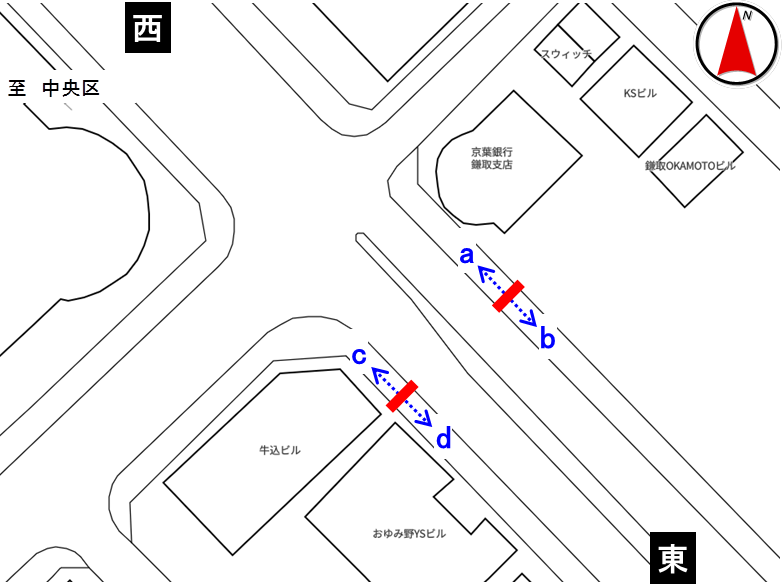 西
N
至 中央区
スウィッチ
KSビル
京葉銀行
鎌取支店
鎌取OKAMOTOビル
a
b
c
d
牛込ビル
おゆみ野YSビル
東